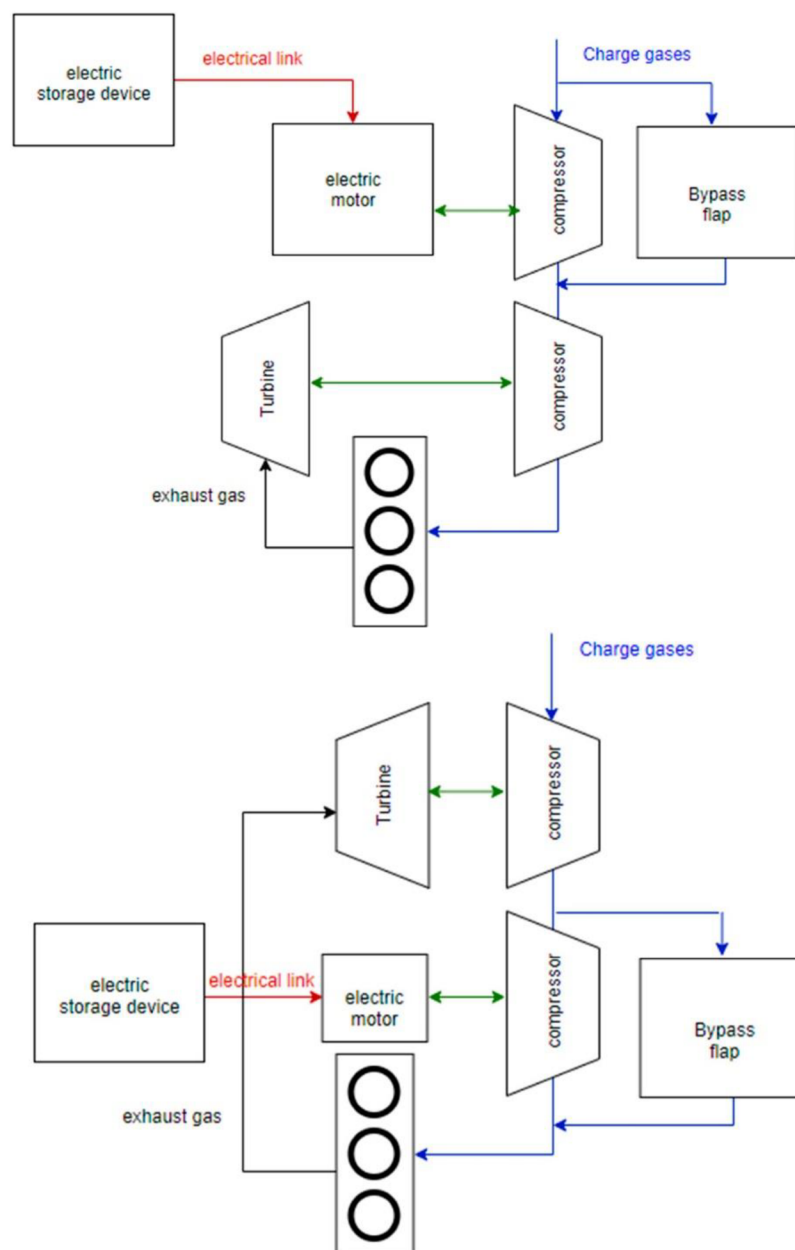 electric
storage device
electrical link
Charge gases
electric
motor
compressor
Bypass
flap
Turbine
compressor
exhaust gas
Charge gases
Turbine
compressor
electric
storage device
electrical link
electric
motor
compressor
Bypass
flap
exhaust gas